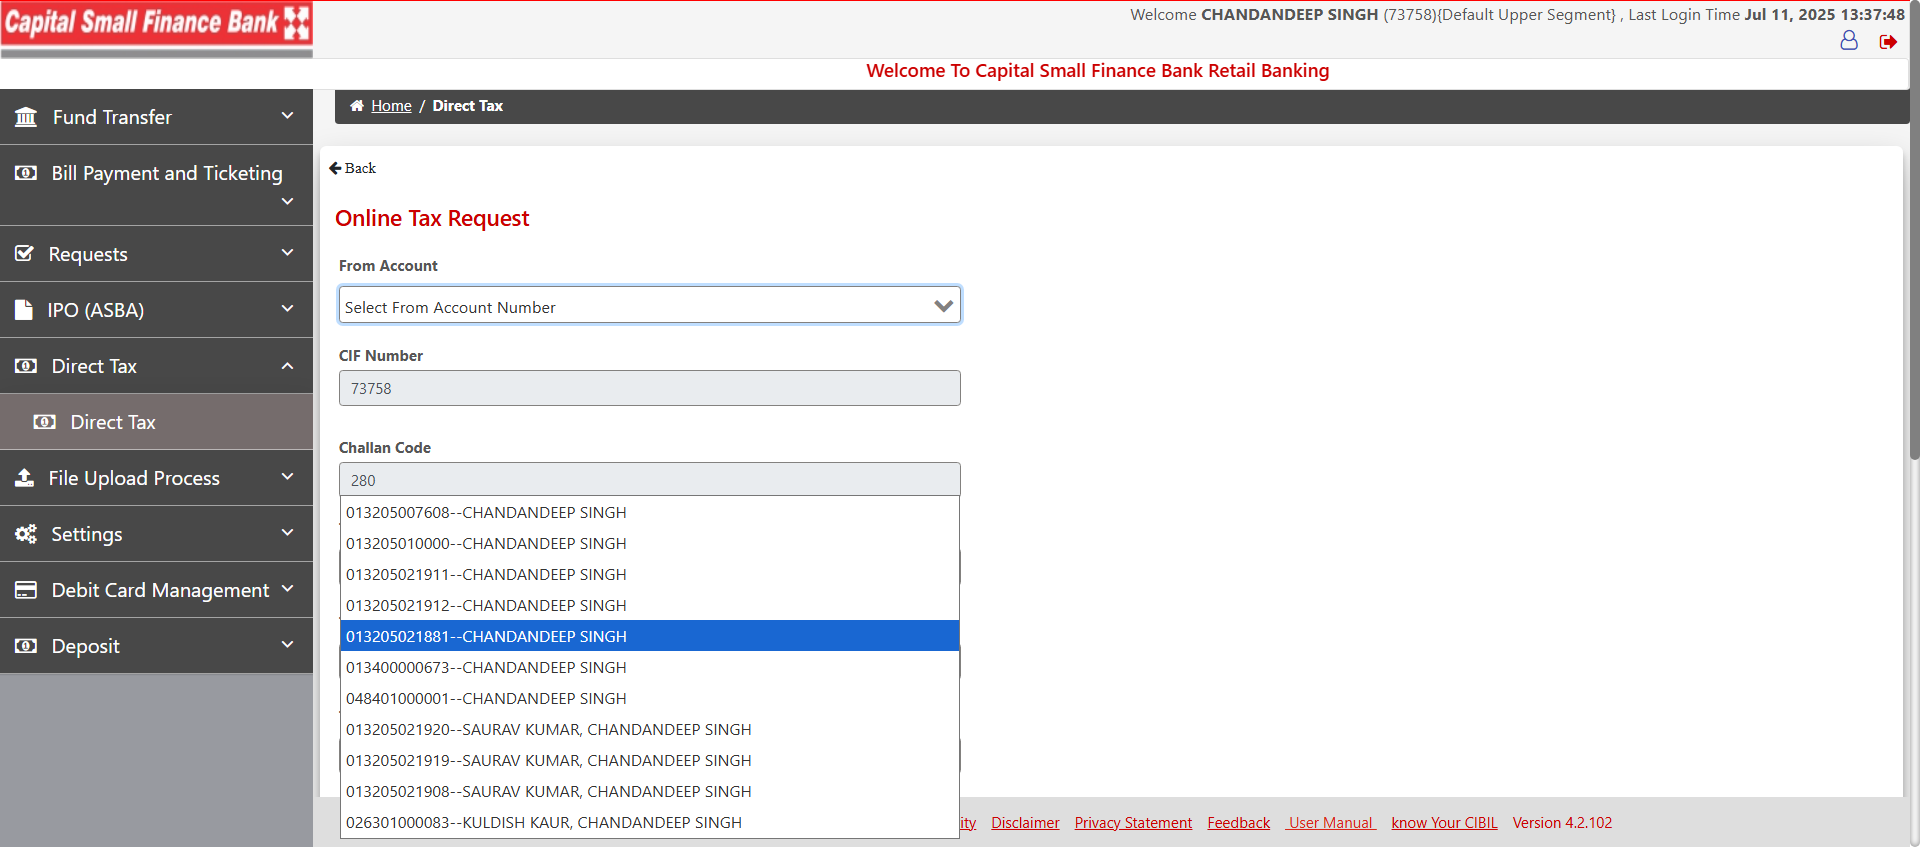 Capital Small Finance Bank
Welcome CHANDANDEEP SINGH (73758){Default Upper Segment} , Last Login Time Jul 11, 2025 13:37:48
Welcome To Capital Small Finance Bank Retail Banking
Fund Transfer
Bill Payment and Ticketing
Requests
IPO (ASBA)
Direct Tax
Direct Tax
File Upload Process
Settings
Debit Card Management
Deposit
Home / Direct Tax
Back
Online Tax Request
From Account
Select From Account Number
CIF Number
73758
Challan Code
280
013205007608--CHANDANDEEP SINGH
013205010000--CHANDANDEEP SINGH
013205021911--CHANDANDEEP SINGH
013205021912--CHANDANDEEP SINGH
013205021881--CHANDANDEEP SINGH
013400000673--CHANDANDEEP SINGH
048401000001--CHANDANDEEP SINGH
013205021920--SAURAV KUMAR, CHANDANDEEP SINGH
013205021919--SAURAV KUMAR, CHANDANDEEP SINGH
013205021908--SAURAV KUMAR, CHANDANDEEP SINGH
026301000083--KULDISH KAUR, CHANDANDEEP SINGH
ity Disclaimer Privacy Statement Feedback User Manual know Your CIBIL Version 4.2.102